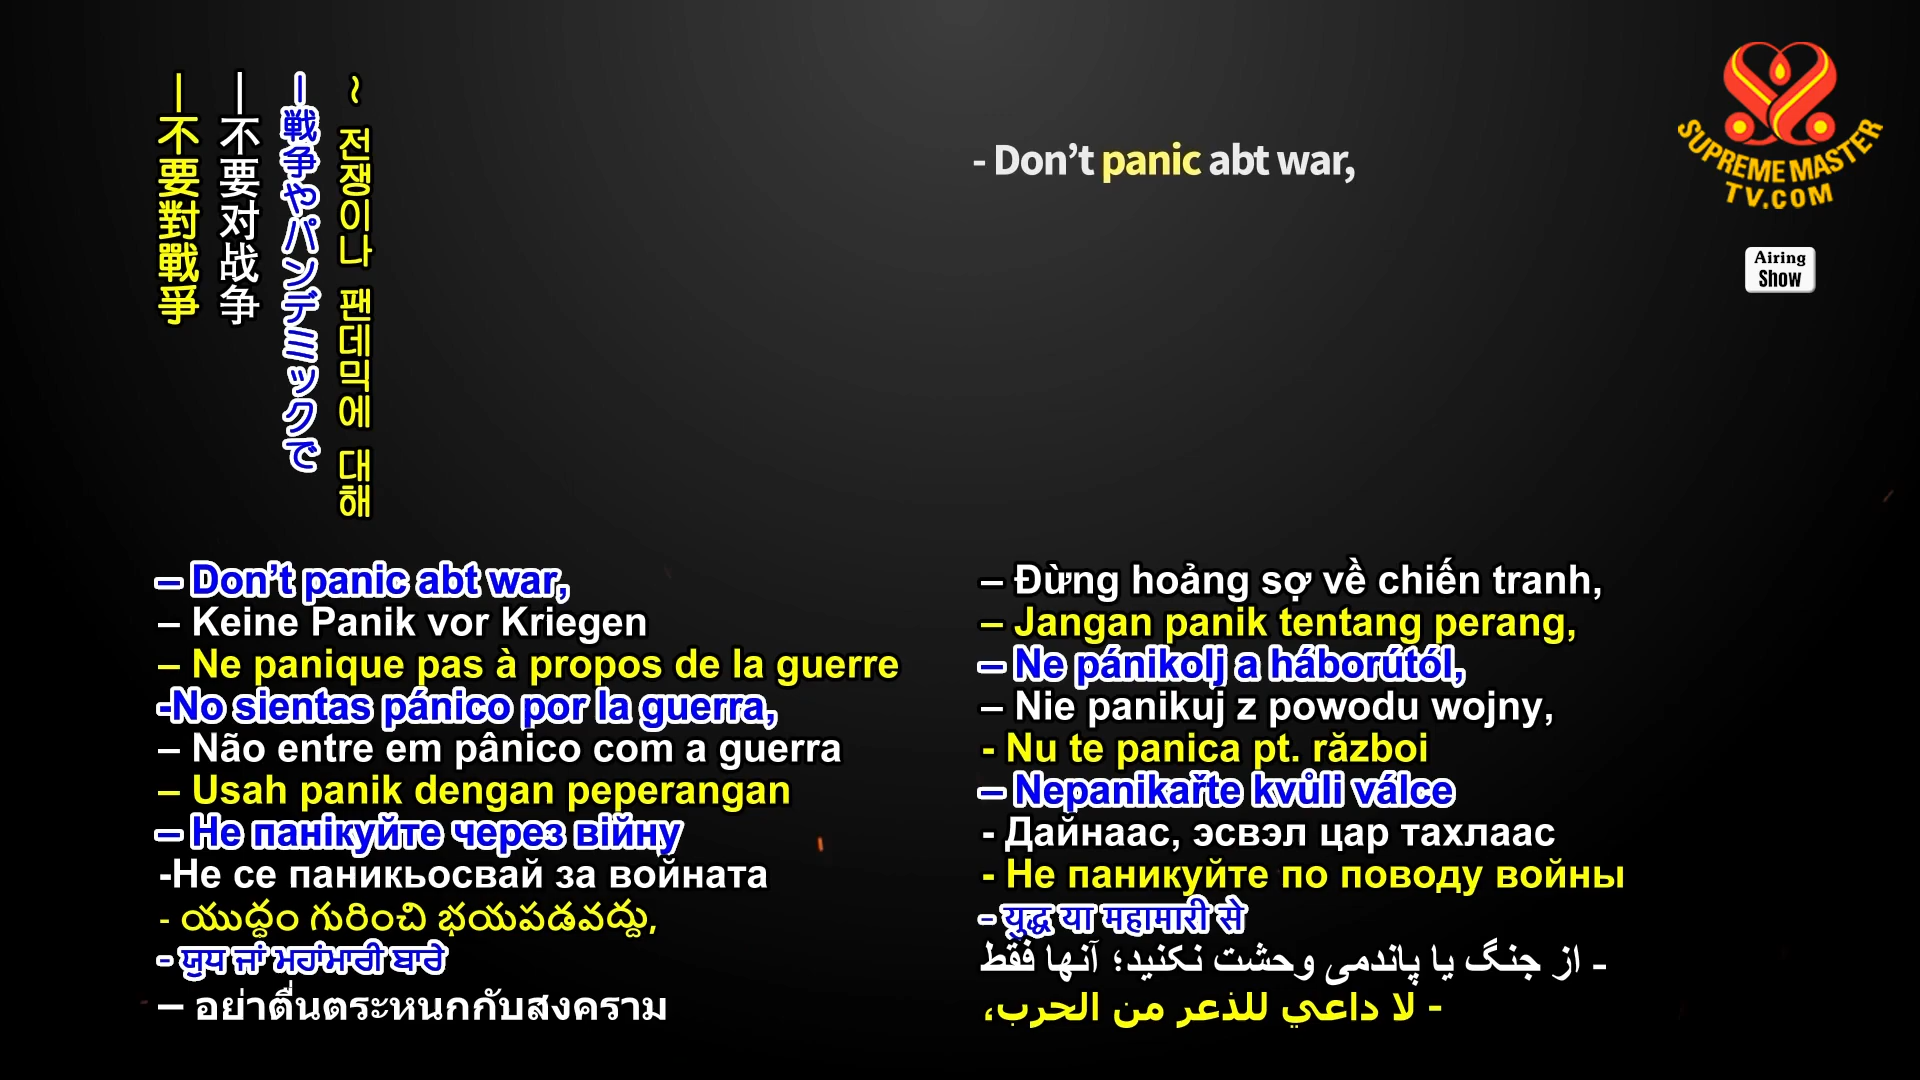 —不要對戰爭
—不要对战争
—戦争やパンデミックで
~ 전쟁이나 팬데믹에 대해
- Don’t panic abt war,
SUPREME MASTER
TV.COM
Airing
Show
– Don’t panic abt war,
– Keine Panik vor Kriegen
– Ne panique pas à propos de la guerre
-No sientas pánico por la guerra,
– Não entre em pânico com a guerra
– Usah panik dengan peperangan
– Не панікуйте через війну
-Не се паникьосвай за войната
- యుద్ధం గురించి భయపడవద్దు,
- ਯੁਧ ਜਾਂ ਮਹਾਂਮਾਰੀ ਬਾਰੇ
– อย่าตื่นตระหนกกับสงคราม
– Đừng hoảng sợ về chiến tranh,
– Jangan panik tentang perang,
– Ne pánikolj a háborútól,
– Nie panikuj z powodu wojny,
- Nu te panica pt. război
– Nepanikařte kvůli válce
- Дайнаас, эсвэл цар тахлаас
- Не паникуйте по поводу войны
- युद्ध या महामारी से
- از جنگ یا پاندمی وحشت نکنید؛ آنها فقط
- لا داعي للذعر من الحرب،